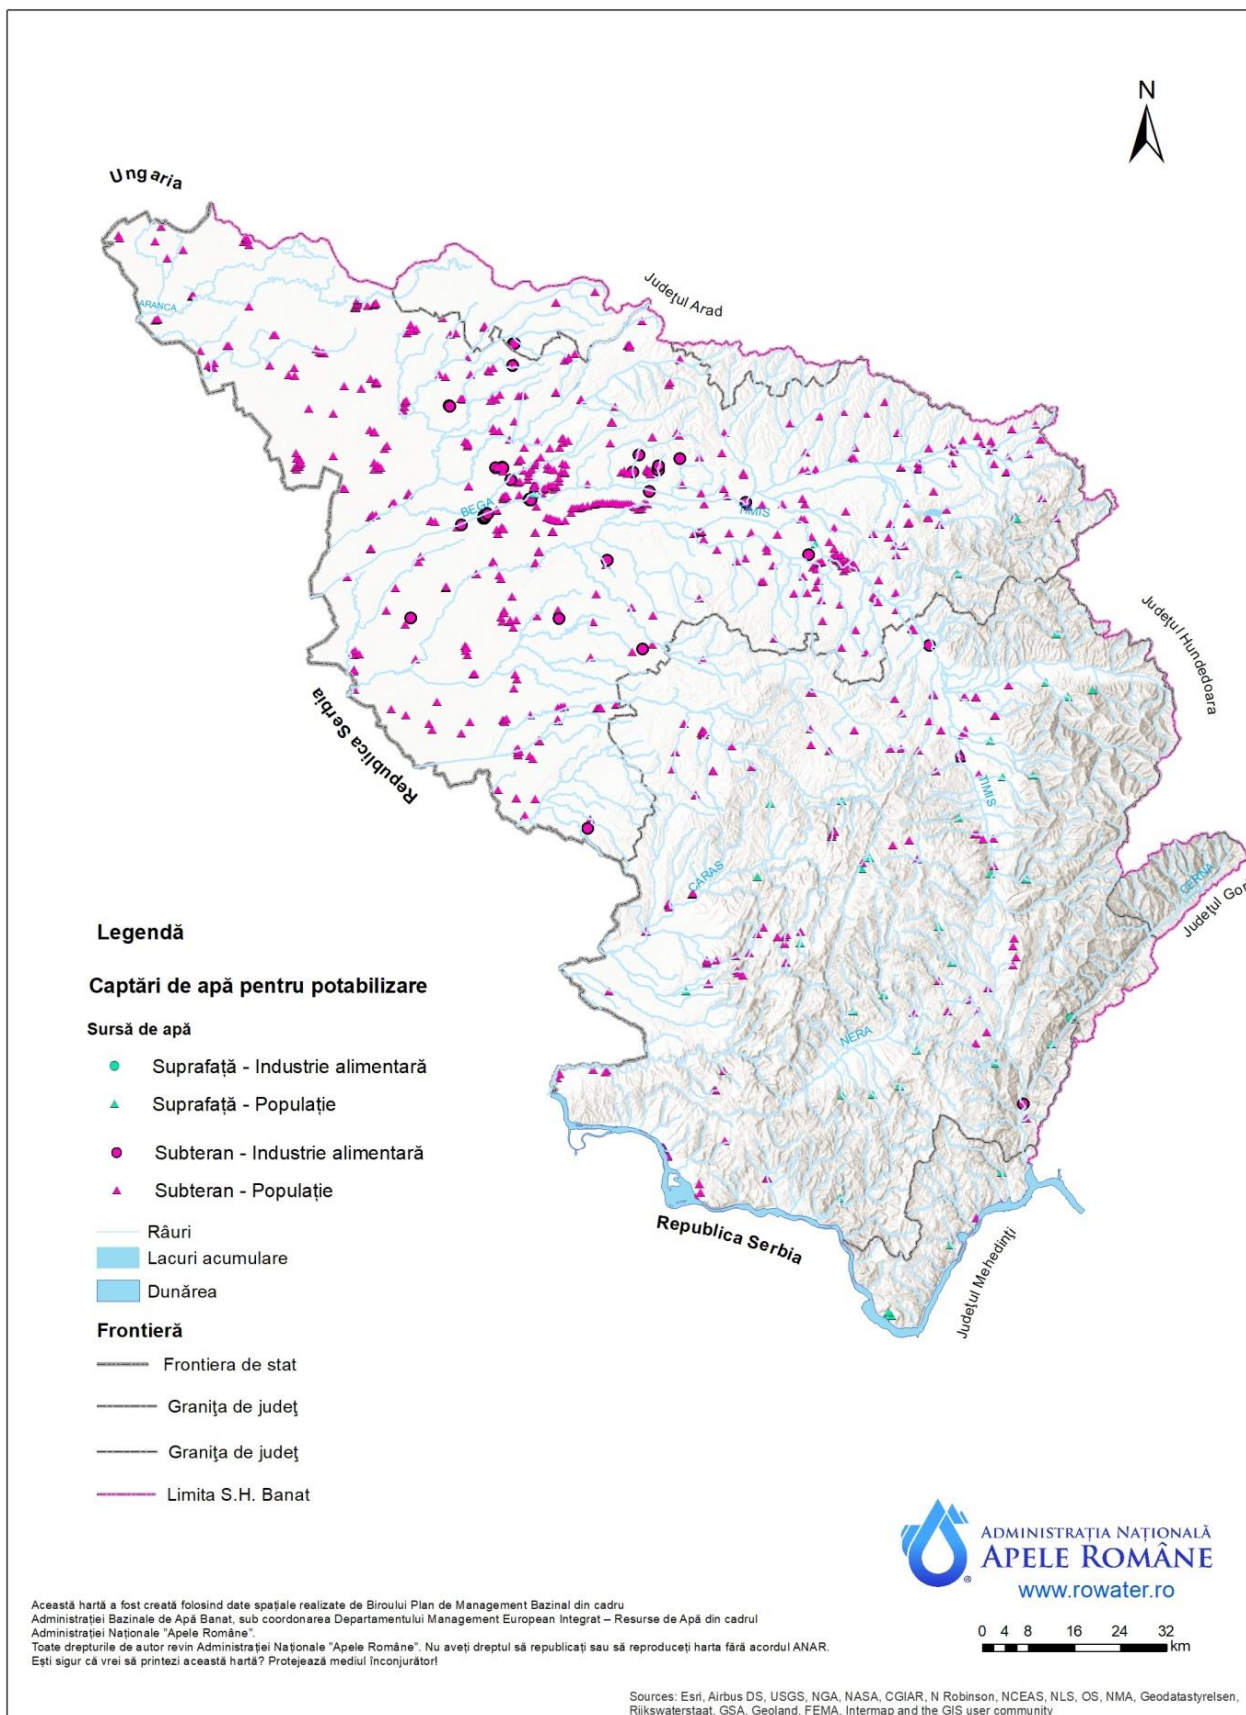 N
Ungaria
Județul Arad
ARANCA
BEGA
TIMIS
Județul Hunedoara
Republica Serbia
TIMIS
CARAS
CERNA
Județul Gorj
NERA
Republica Serbia
Județul Mehedinți
Legendă
Captări de apă pentru potabilizare
Sursă de apă
Suprafață - Industrie alimentară
Suprafață - Populație
Subteran - Industrie alimentară
Subteran - Populație
Râuri
Lacuri acumulare
Dunărea
Frontieră
Frontiera de stat
Graniţa de judeţ
Graniţa de judeţ
Limita S.H. Banat
ADMINISTRAȚIA NAȚIONALĂ
APELE ROMÂNE
®
www.rowater.ro
0 4 8 16 24 32
km
Această hartă a fost creată folosind date spațiale realizate de Biroului Plan de Management Bazinal din cadru
Administrației Bazinale de Apă Banat, sub coordonarea Departamentului Management European Integrat – Resurse de Apă din cadrul
Administrației Naționale "Apele Române".
Toate drepturile de autor revin Administrației Naționale "Apele Române". Nu aveți dreptul să republicați sau să reproduceți harta fără acordul ANAR.
Ești sigur că vrei să printezi această hartă? Protejează mediul înconjurător!
Sources: Esri, Airbus DS, USGS, NGA, NASA, CGIAR, N Robinson, NCEAS, NLS, OS, NMA, Geodatastyrelsen,
Rijkswaterstaat, GSA, Geoland, FEMA, Intermap and the GIS user community